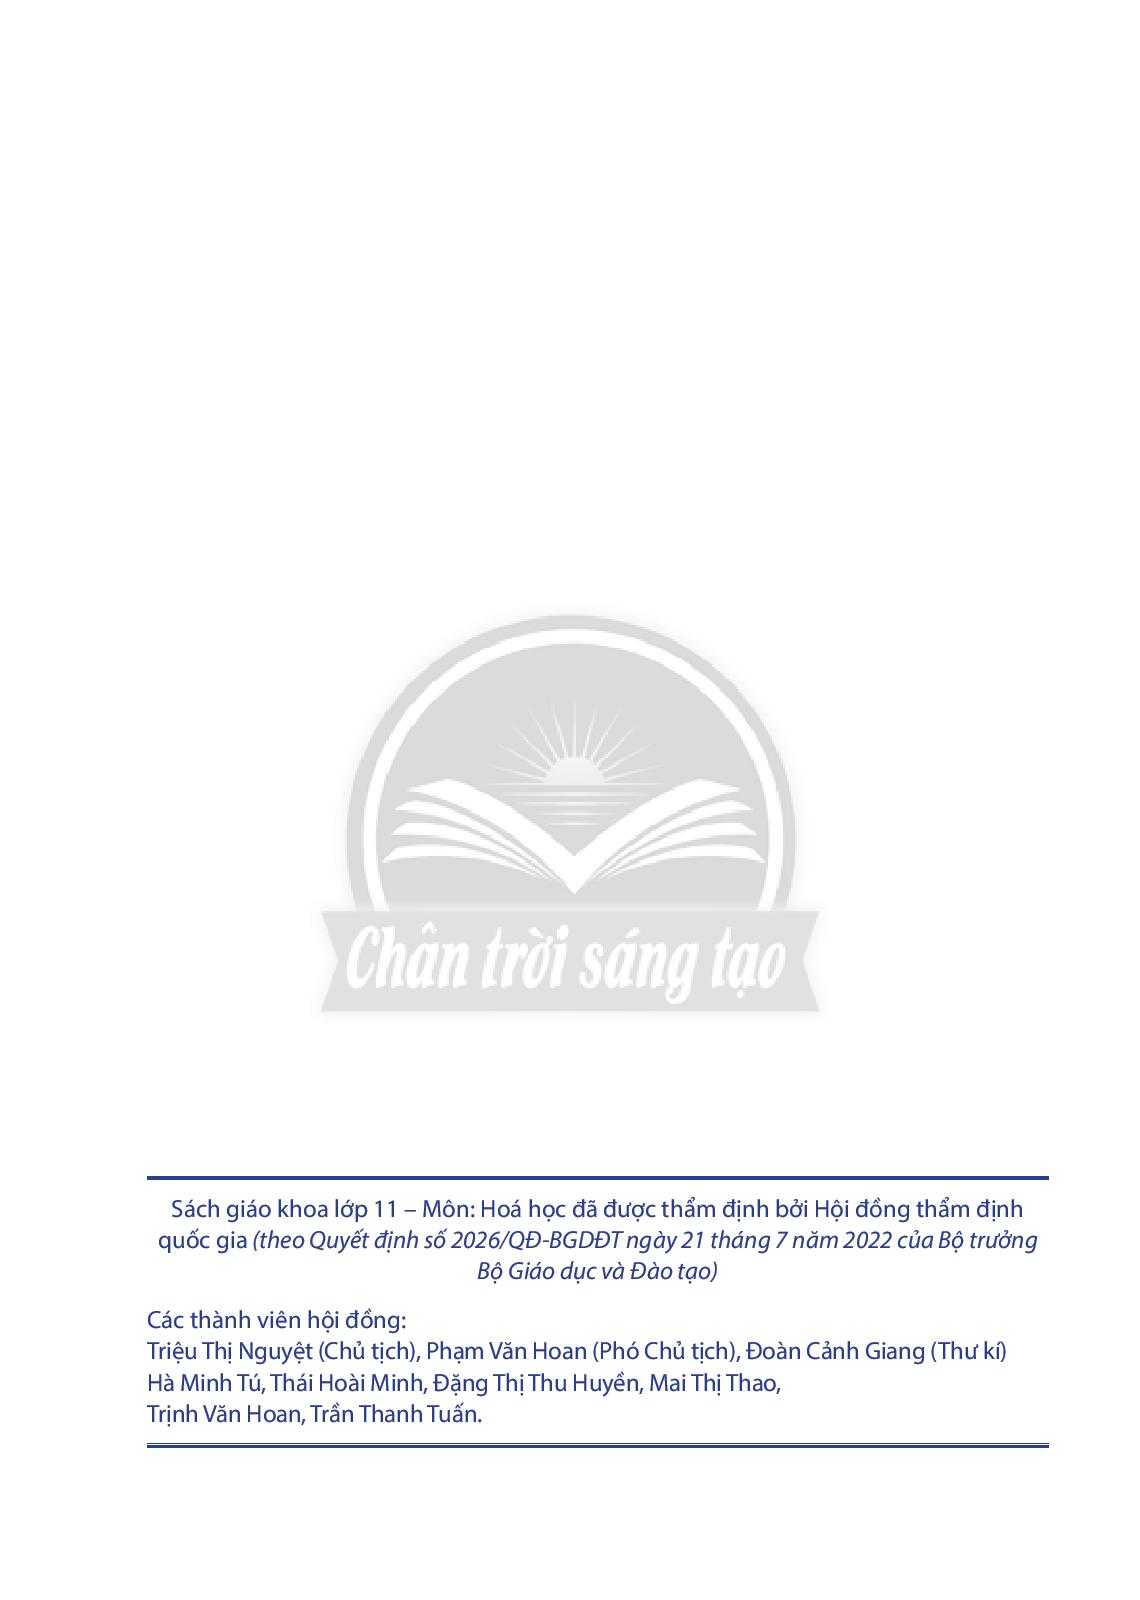 Chân trời sáng tạo
Sách giáo khoa lớp 11 – Môn: Hoá học đã được thẩm định bởi Hội đồng thẩm định
quốc gia (theo Quyết định số 2026/QĐ-BGDĐT ngày 21 tháng 7 năm 2022 của Bộ trưởng
Bộ Giáo dục và Đào tạo)
Các thành viên hội đồng:
Triệu Thị Nguyệt (Chủ tịch), Phạm Văn Hoan (Phó Chủ tịch), Đoàn Cảnh Giang (Thư kí)
Hà Minh Tú, Thái Hoài Minh, Đặng Thị Thu Huyền, Mai Thị Thao,
Trịnh Văn Hoan, Trần Thanh Tuấn.